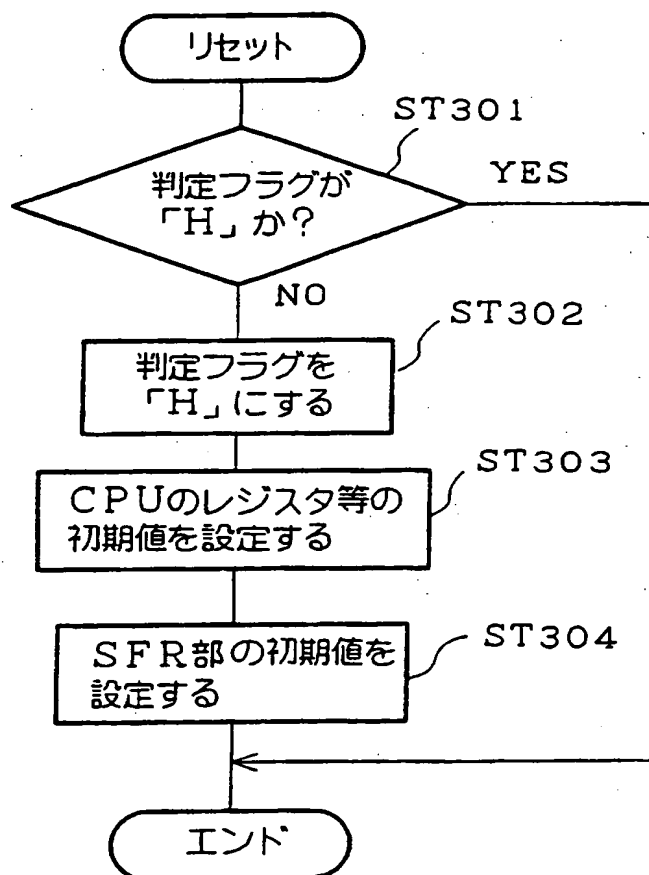 リセット
ST301
判定フラグが
「H」か?
YES
NO
ST302
判定フラグを
「H」にする
ST303
CPUのレジスタ等の
初期値を設定する
ST304
SFR部の初期値を
設定する
エンド